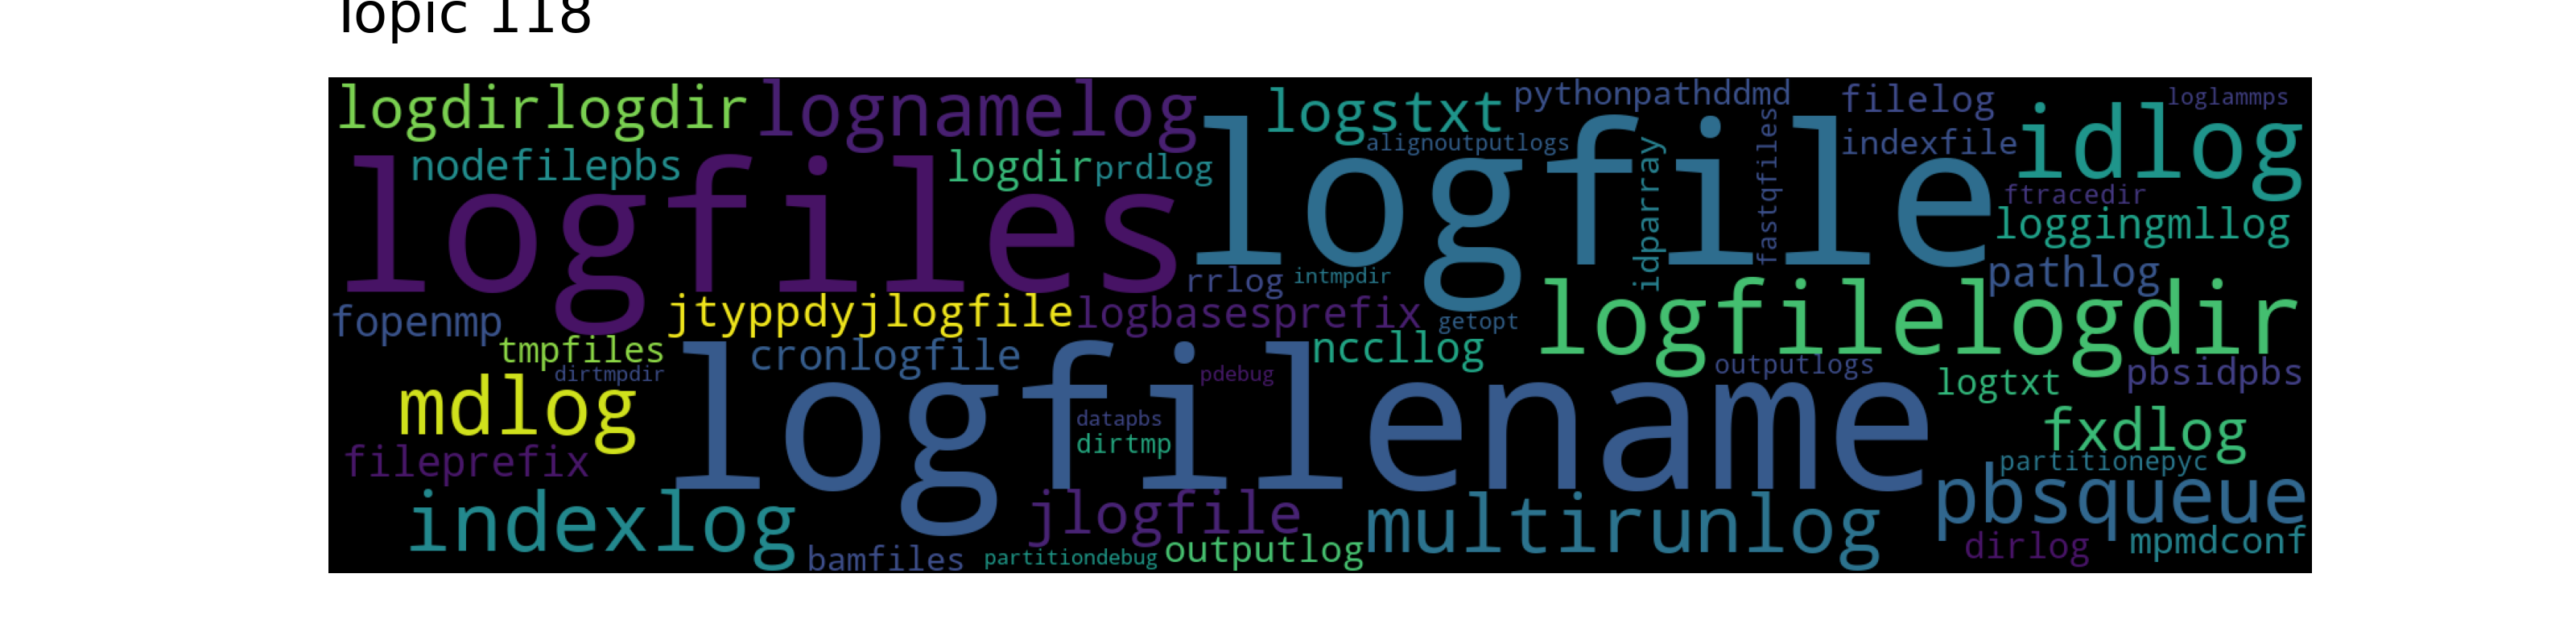 Topic 118
logdirlogdir lognamelog logstxt pythonpathddmd filelog loglammps
nodefilepbs logdir prdlog alignoutputlogs indexfile idlog
logfiles logfile idparray fastqfiles ftracedir
loggingmllog
rrlog intmpdir pathlog
fopenmp jtyppdyjlogfile logbasesprefix getopt logfilelogdir
tmpfiles cronlogfile nccllog outputlogs
dirtmpdir pdebug logtxt pbsidpbs
mdlog logfilename datapbs fxdlog
dirtmp
fileprefix partitionepyc
indexlog jlogfile multirunlog pbsqueue
bamfiles partitiondebug outputlog dirlog mpmdconf